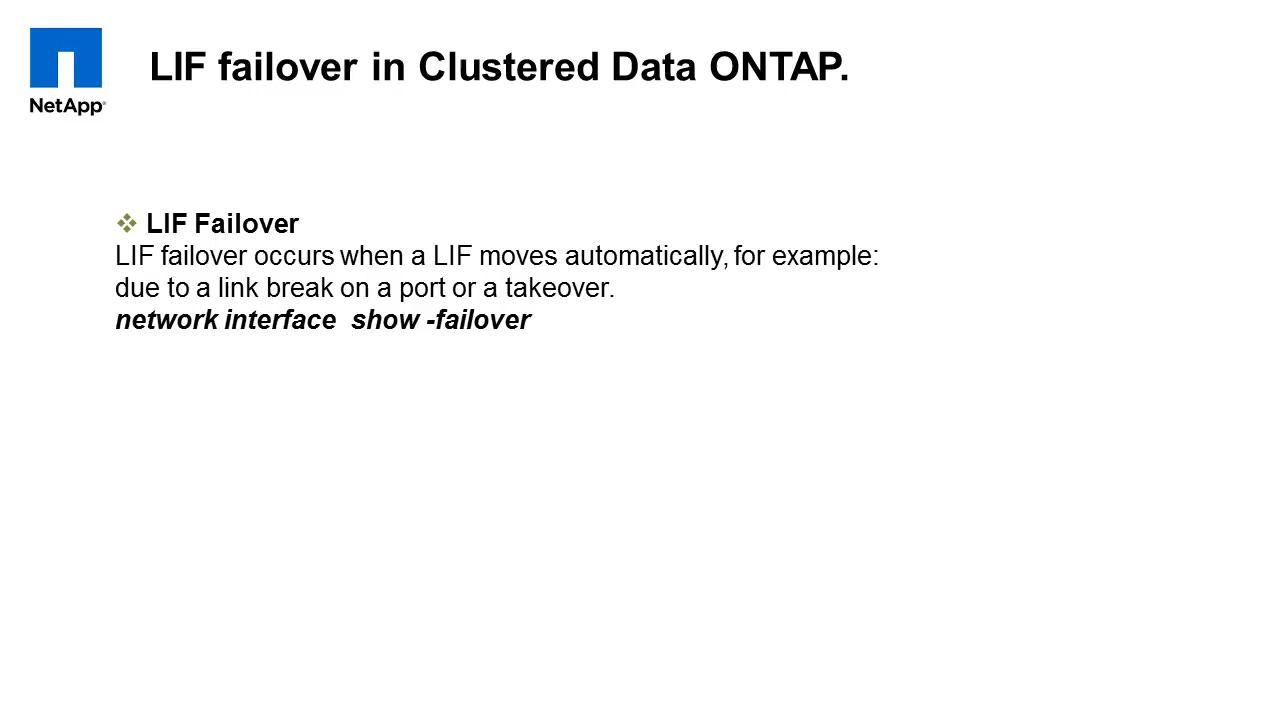 LIF failover in Clustered Data ONTAP.
NetApp®
LIF Failover
LIF failover occurs when a LIF moves automatically, for example:
due to a link break on a port or a takeover.
network interface  show -failover